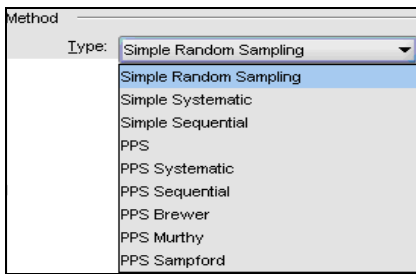 Method
Type: Simple Random Sampling
Simple Random Sampling
Simple Systematic
Simple Sequential
PPS
PPS Systematic
PPS Sequential
PPS Brewer
PPS Murthy
PPS Sampford